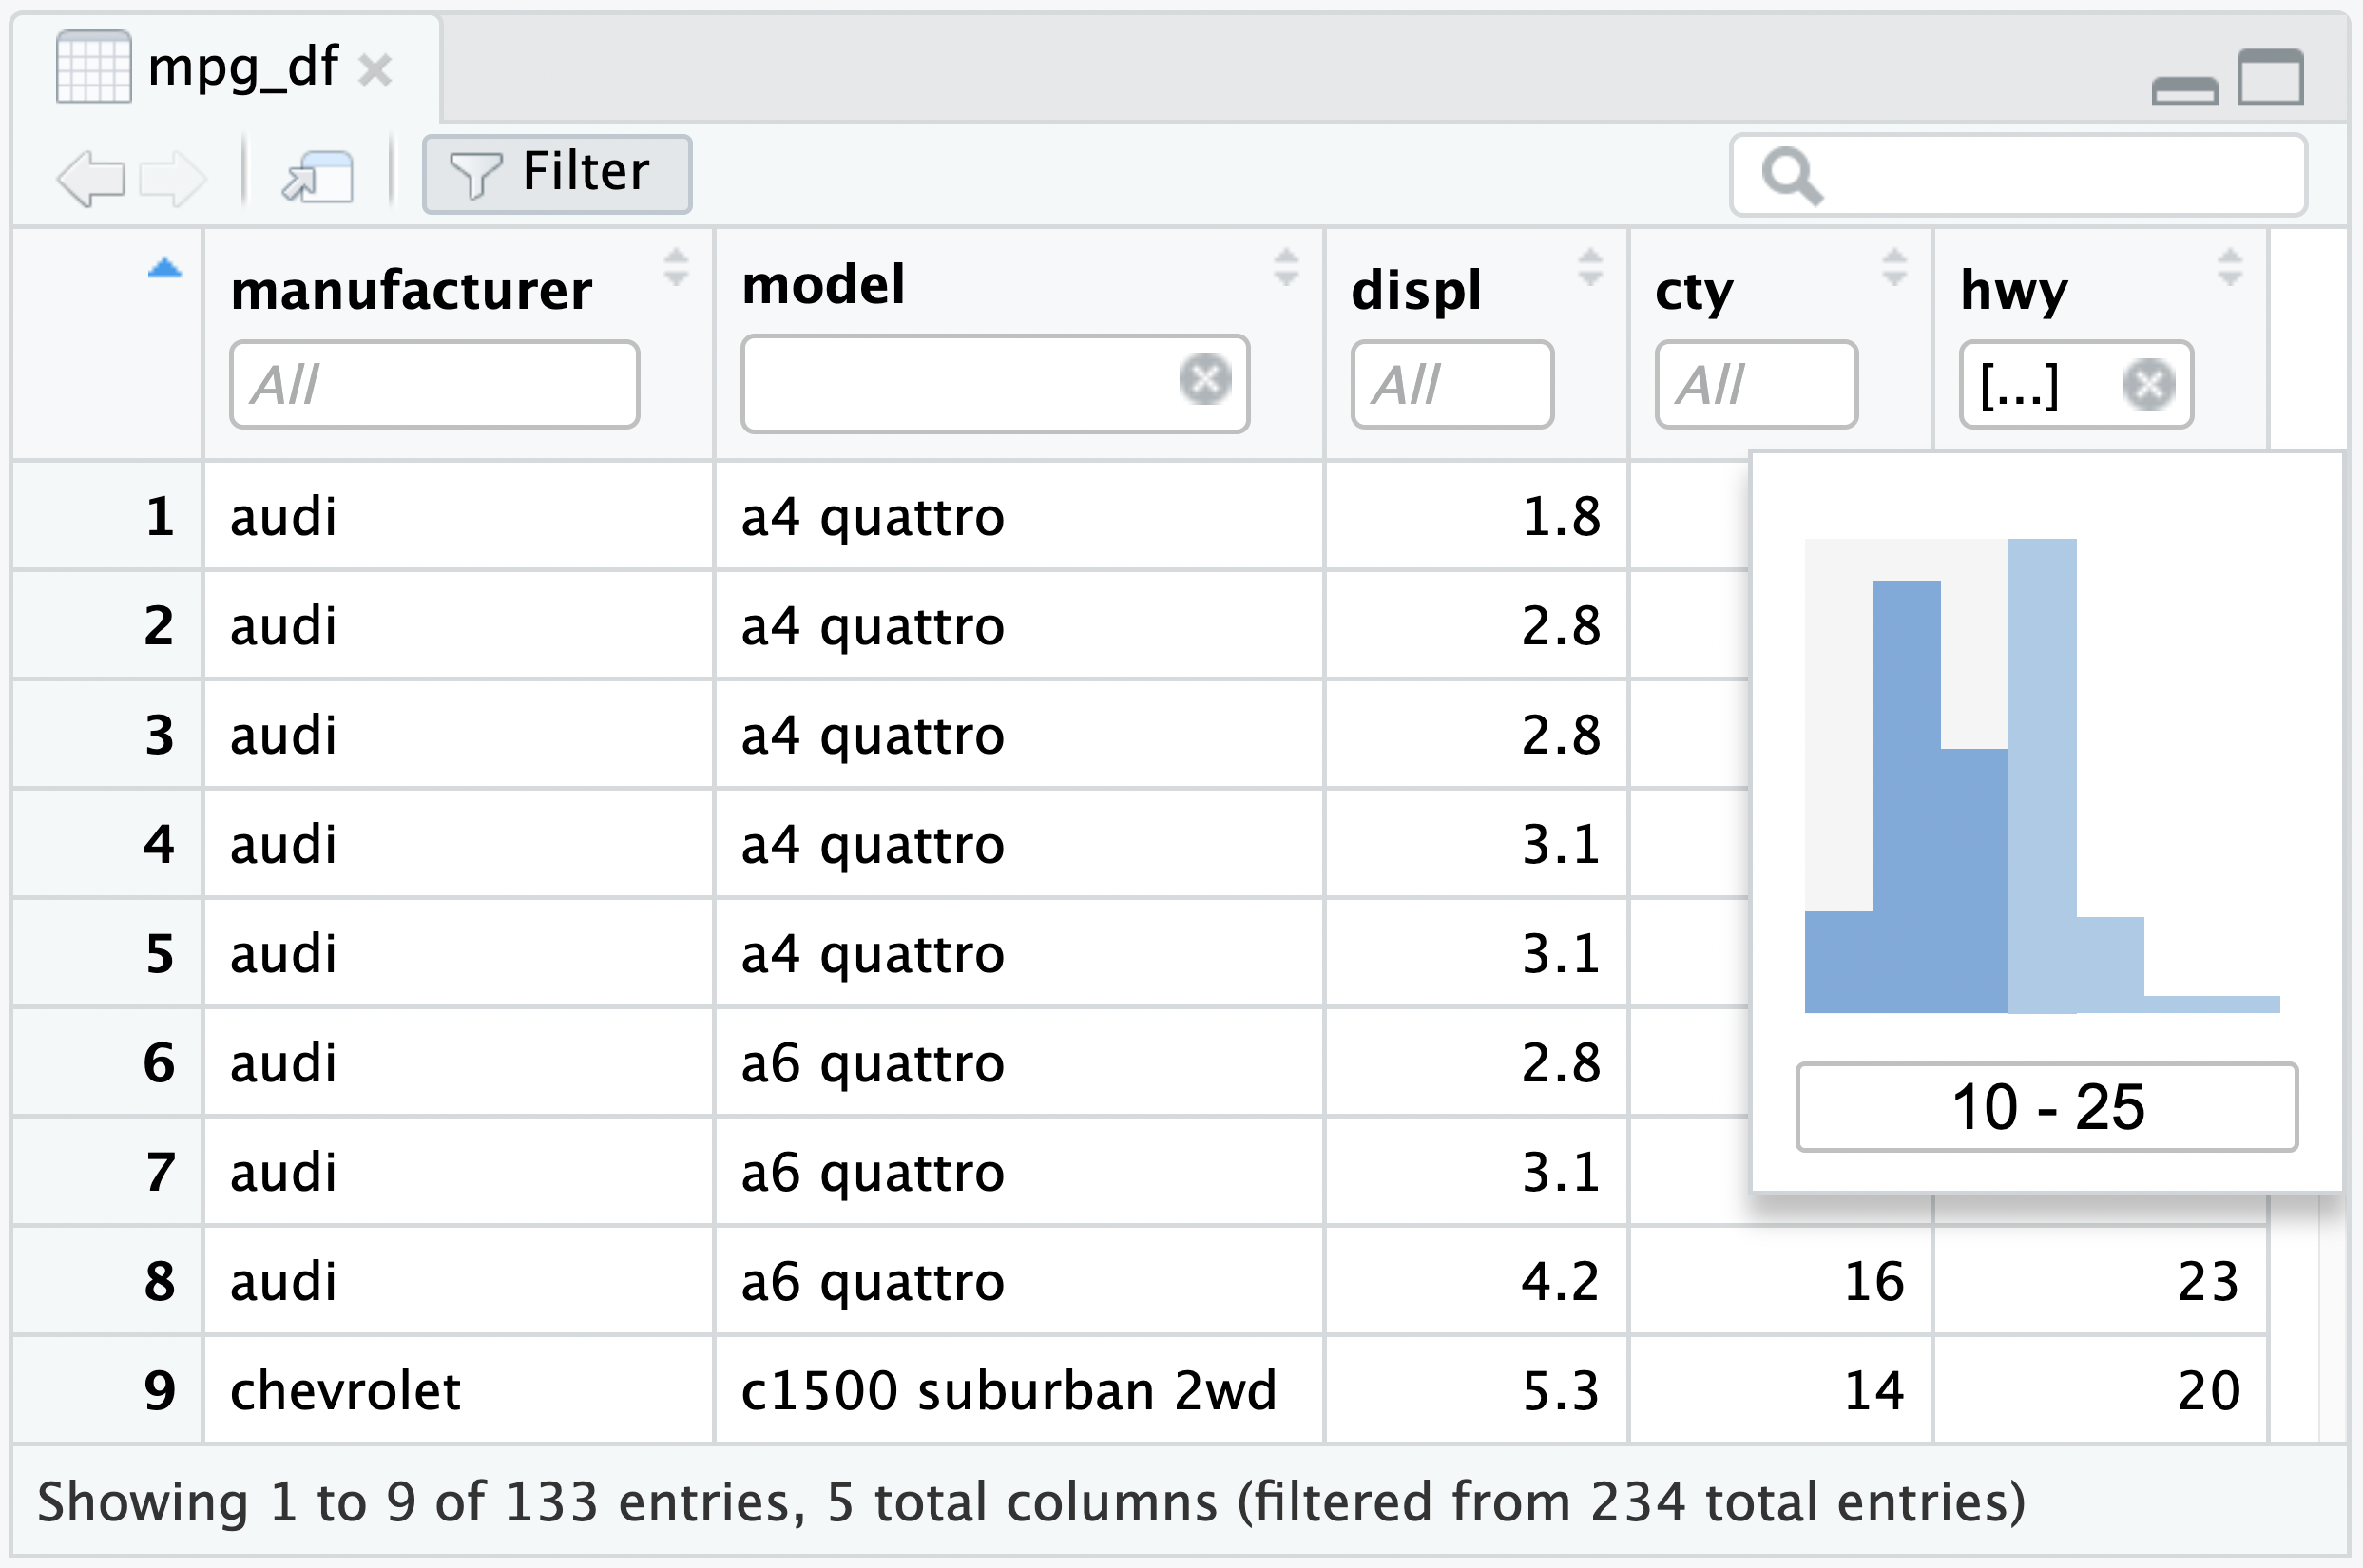 mpg_df
Filter
manufacturer model displ cty hwy
All All All [...]
1 audi a4 quattro 1.8
2 audi a4 quattro 2.8
3 audi a4 quattro 2.8
4 audi a4 quattro 3.1
5 audi a4 quattro 3.1
6 audi a6 quattro 2.8
10 - 25
7 audi a6 quattro 3.1
8 audi a6 quattro 4.2 16 23
9 chevrolet c1500 suburban 2wd 5.3 14 20
Showing 1 to 9 of 133 entries, 5 total columns (filtered from 234 total entries)